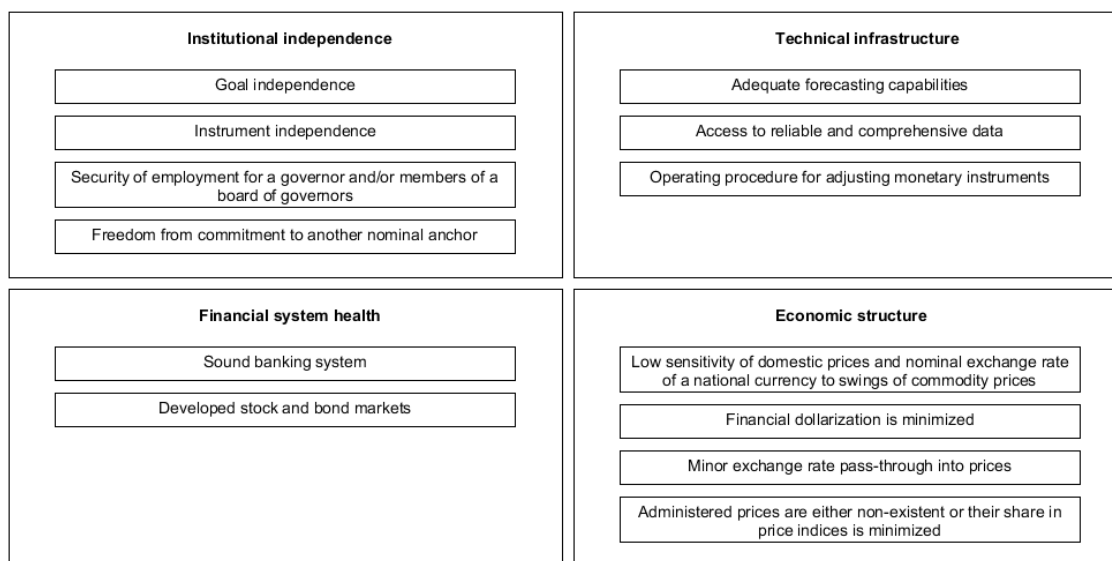 Institutional independence
Goal independence
Instrument independence
Security of employment for a governor and/or members of a
board of governors
Freedom from commitment to another nominal anchor
Technical infrastructure
Adequate forecasting capabilities
Access to reliable and comprehensive data
Operating procedure for adjusting monetary instruments
Financial system health
Sound banking system
Developed stock and bond markets
Economic structure
Low sensitivity of domestic prices and nominal exchange rate
of a national currency to swings of commodity prices
Financial dollarization is minimized
Minor exchange rate pass-through into prices
Administered prices are either non-existent or their share in
price indices is minimized